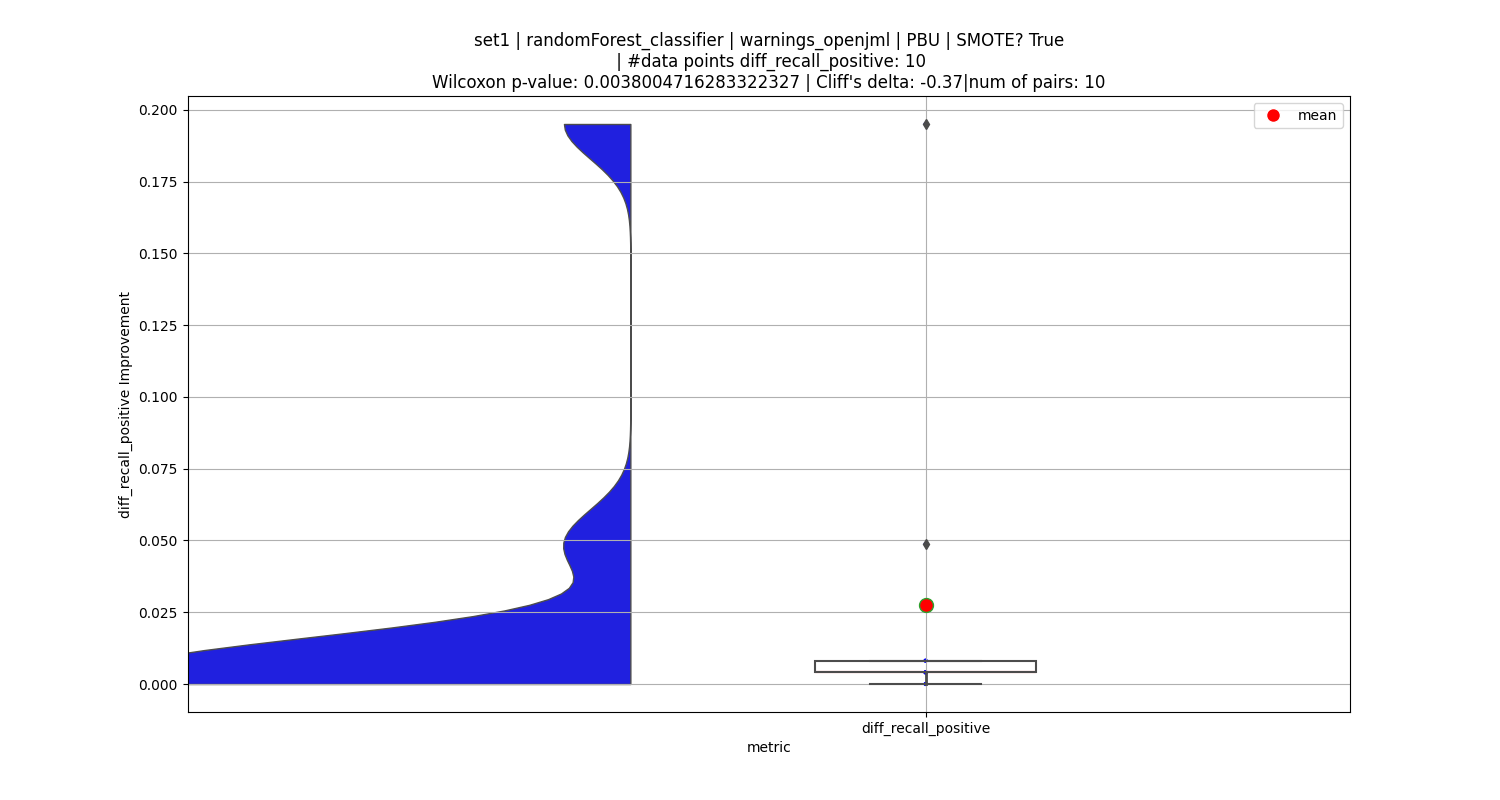 set1 | randomForest_classifier | warnings_openjml | PBU | SMOTE? True
| #data points diff_recall_positive: 10
Wilcoxon p-value: 0.0038004716283322327 | Cliff's delta: -0.37|num of pairs: 10
mean
0.200
0.175
0.150
0.125
0.100
0.075
0.050
0.025
0.000
diff_recall_positive Improvement
diff_recall_positive
metric